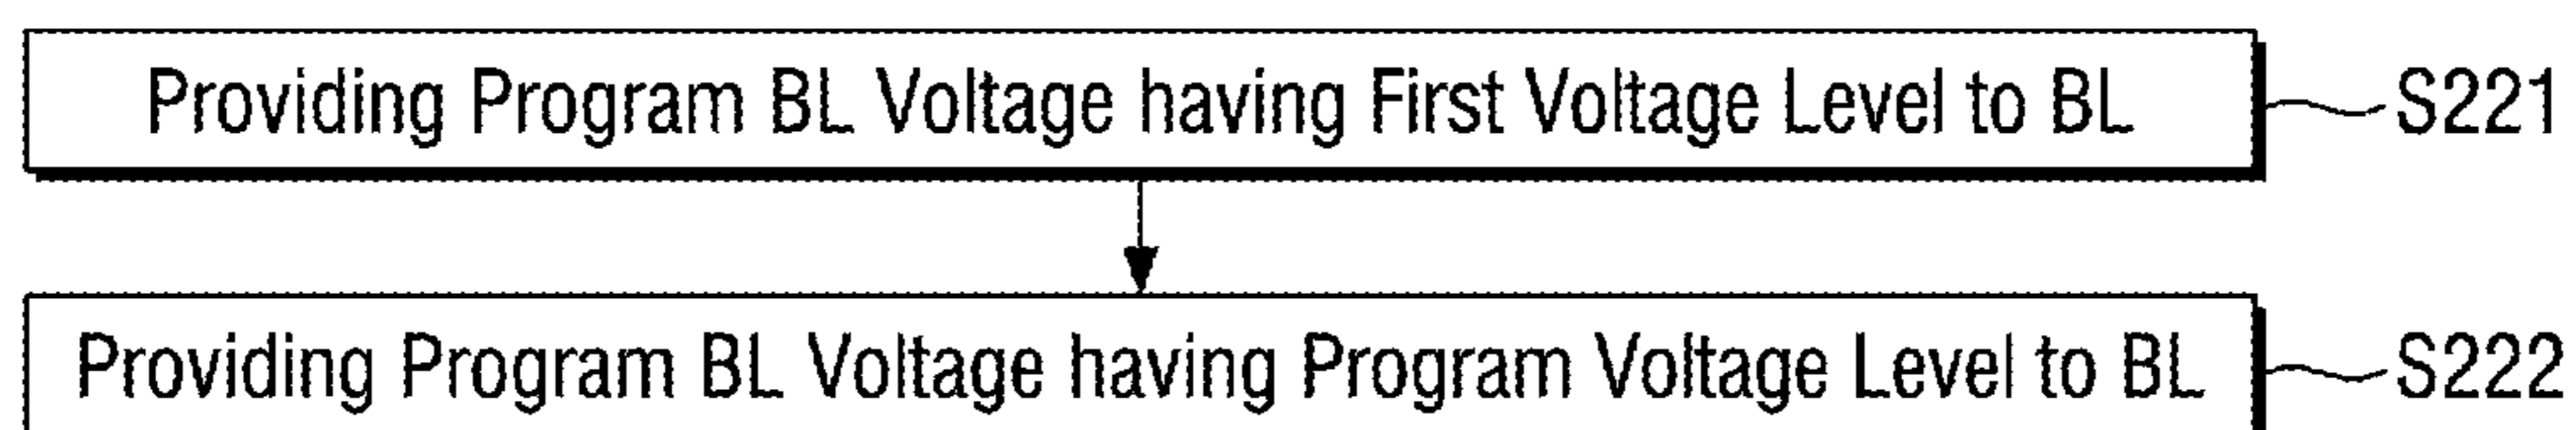 Providing Program BL Voltage having First Voltage Level to BL S221
Providing Program BL Voltage having Program Voltage Level to BL S222